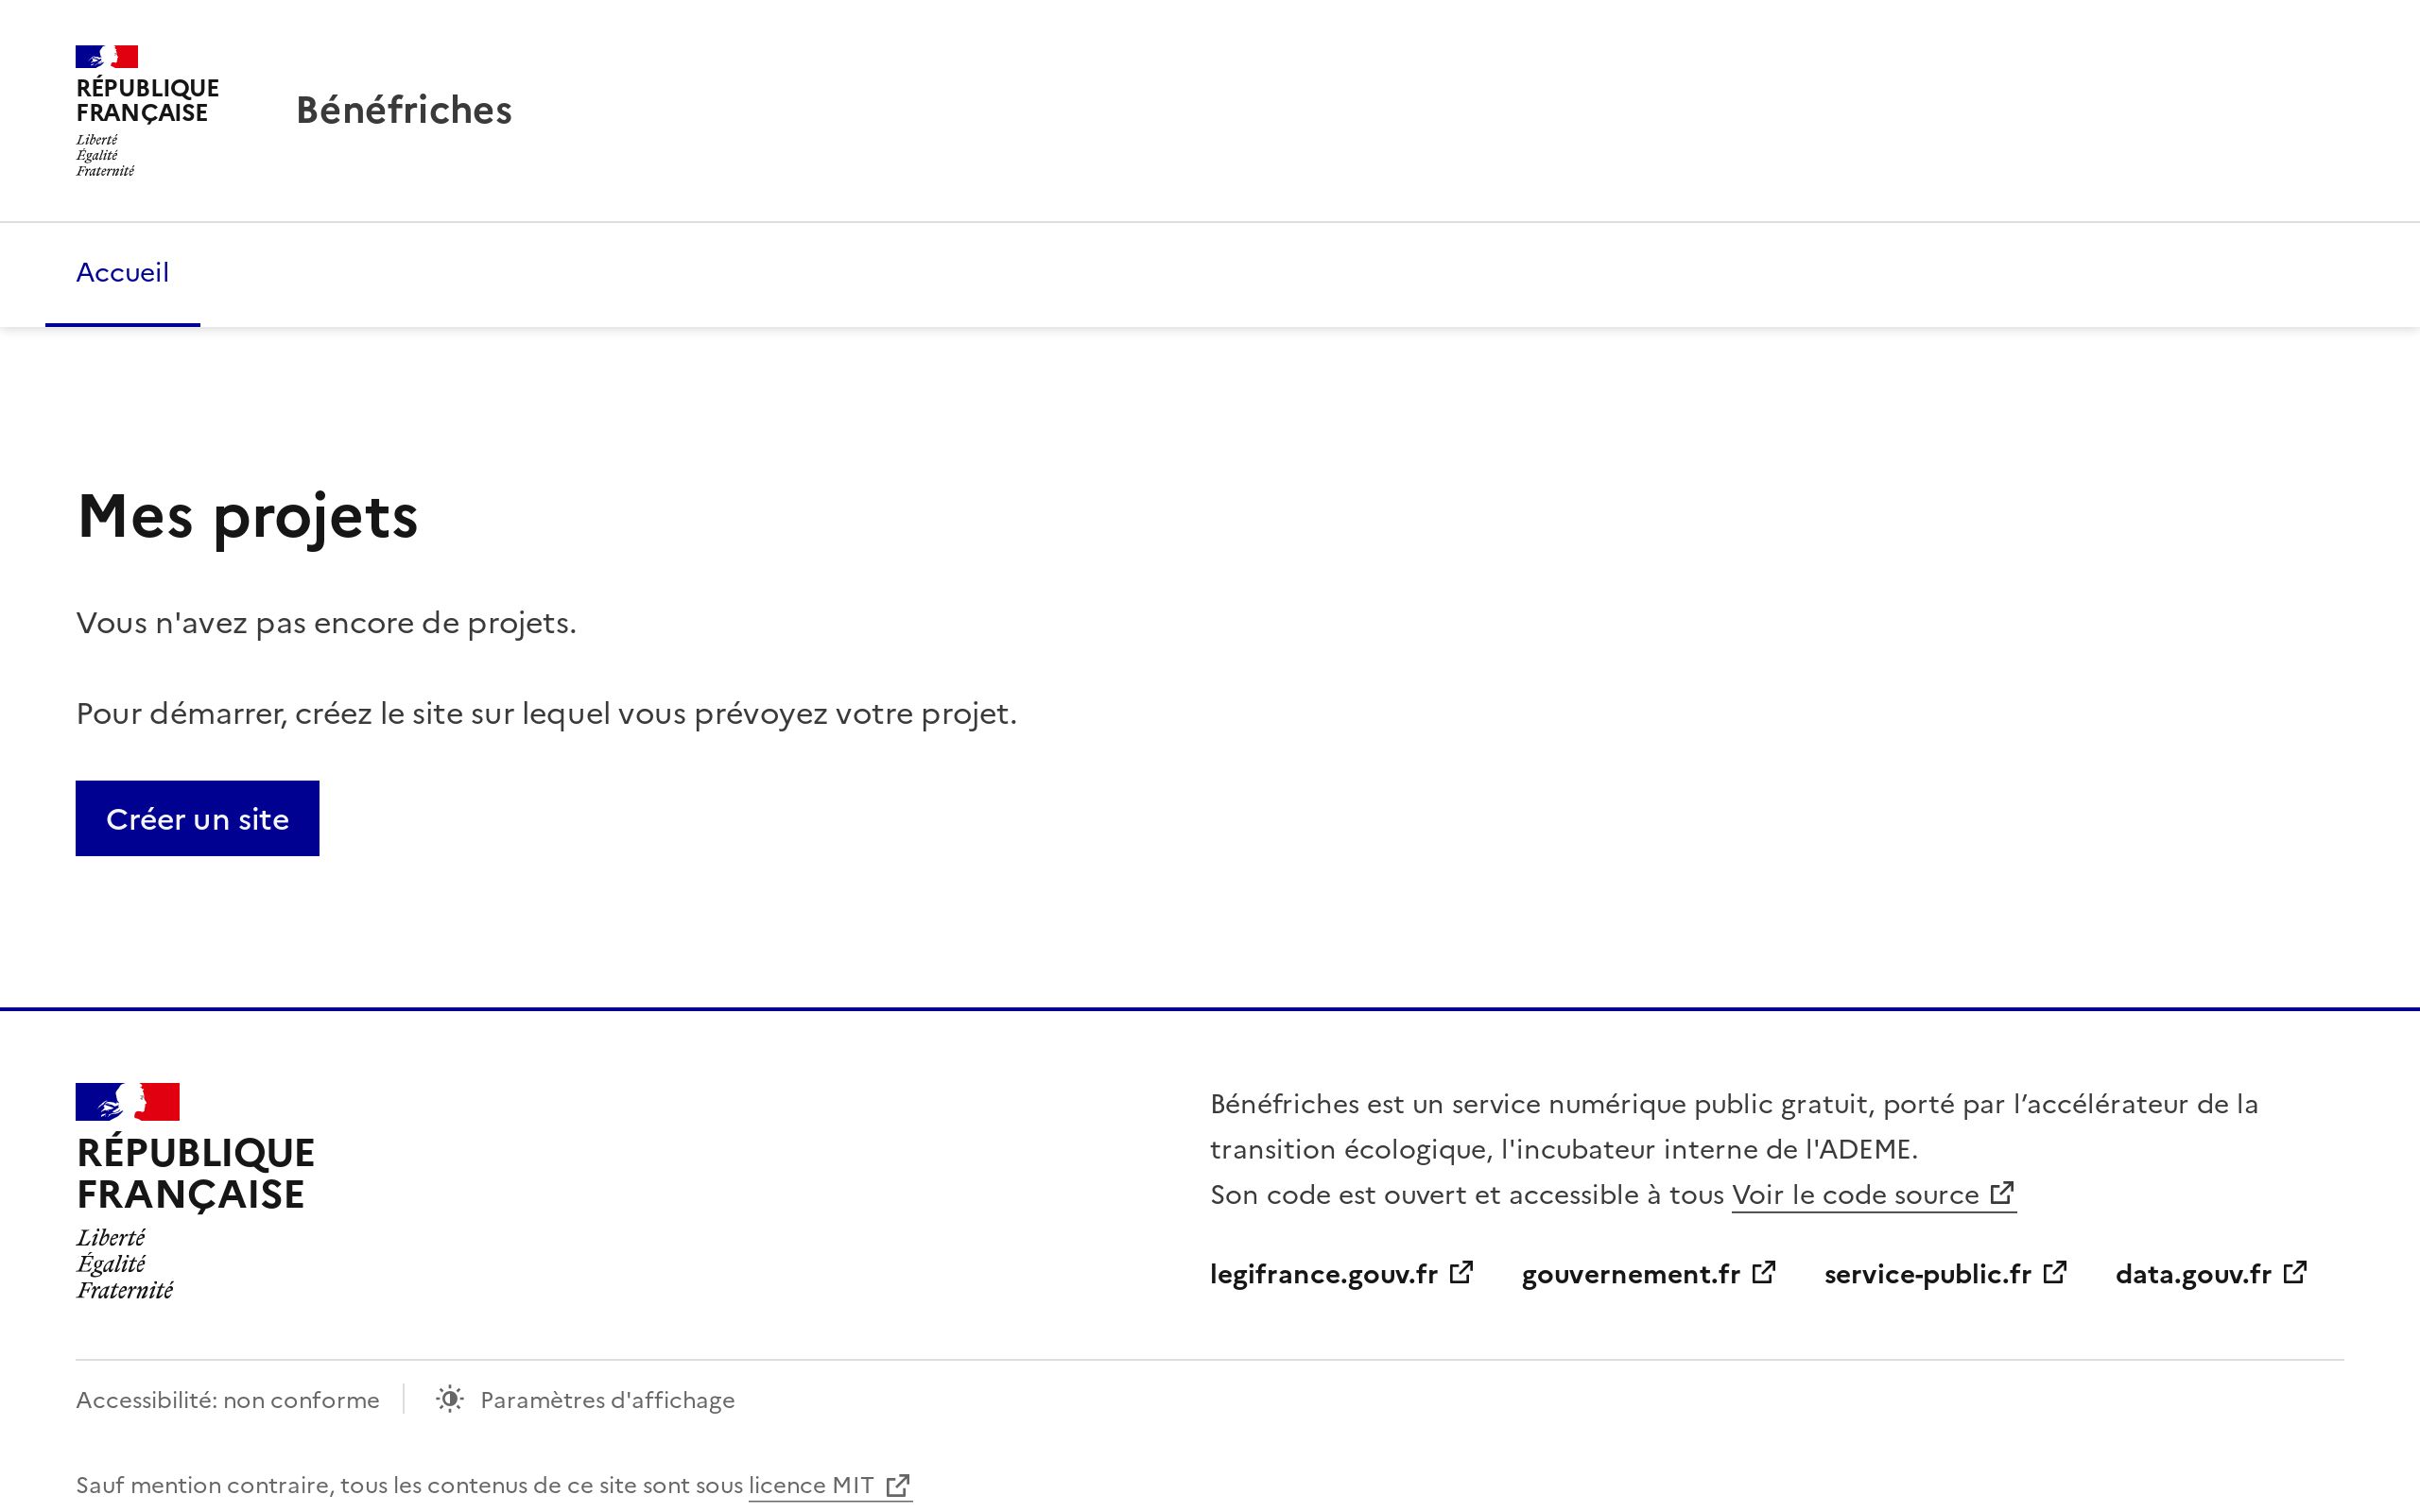 RÉPUBLIQUE
FRANÇAISE
Liberté
Égalité
Fraternité
Bénéfriches
Accueil
Mes projets
Vous n'avez pas encore de projets.
Pour démarrer, créez le site sur lequel vous prévoyez votre projet.
Créer un site
RÉPUBLIQUE
FRANÇAISE
Liberté
Égalité
Fraternité
Bénéfriches est un service numérique public gratuit, porté par l’accélérateur de la
transition écologique, l'incubateur interne de l'ADEME.
Son code est ouvert et accessible à tous Voir le code source
legifrance.gouv.fr gouvernement.fr service-public.fr data.gouv.fr
Accessibilité: non conforme Paramètres d'affichage
Sauf mention contraire, tous les contenus de ce site sont sous licence MIT